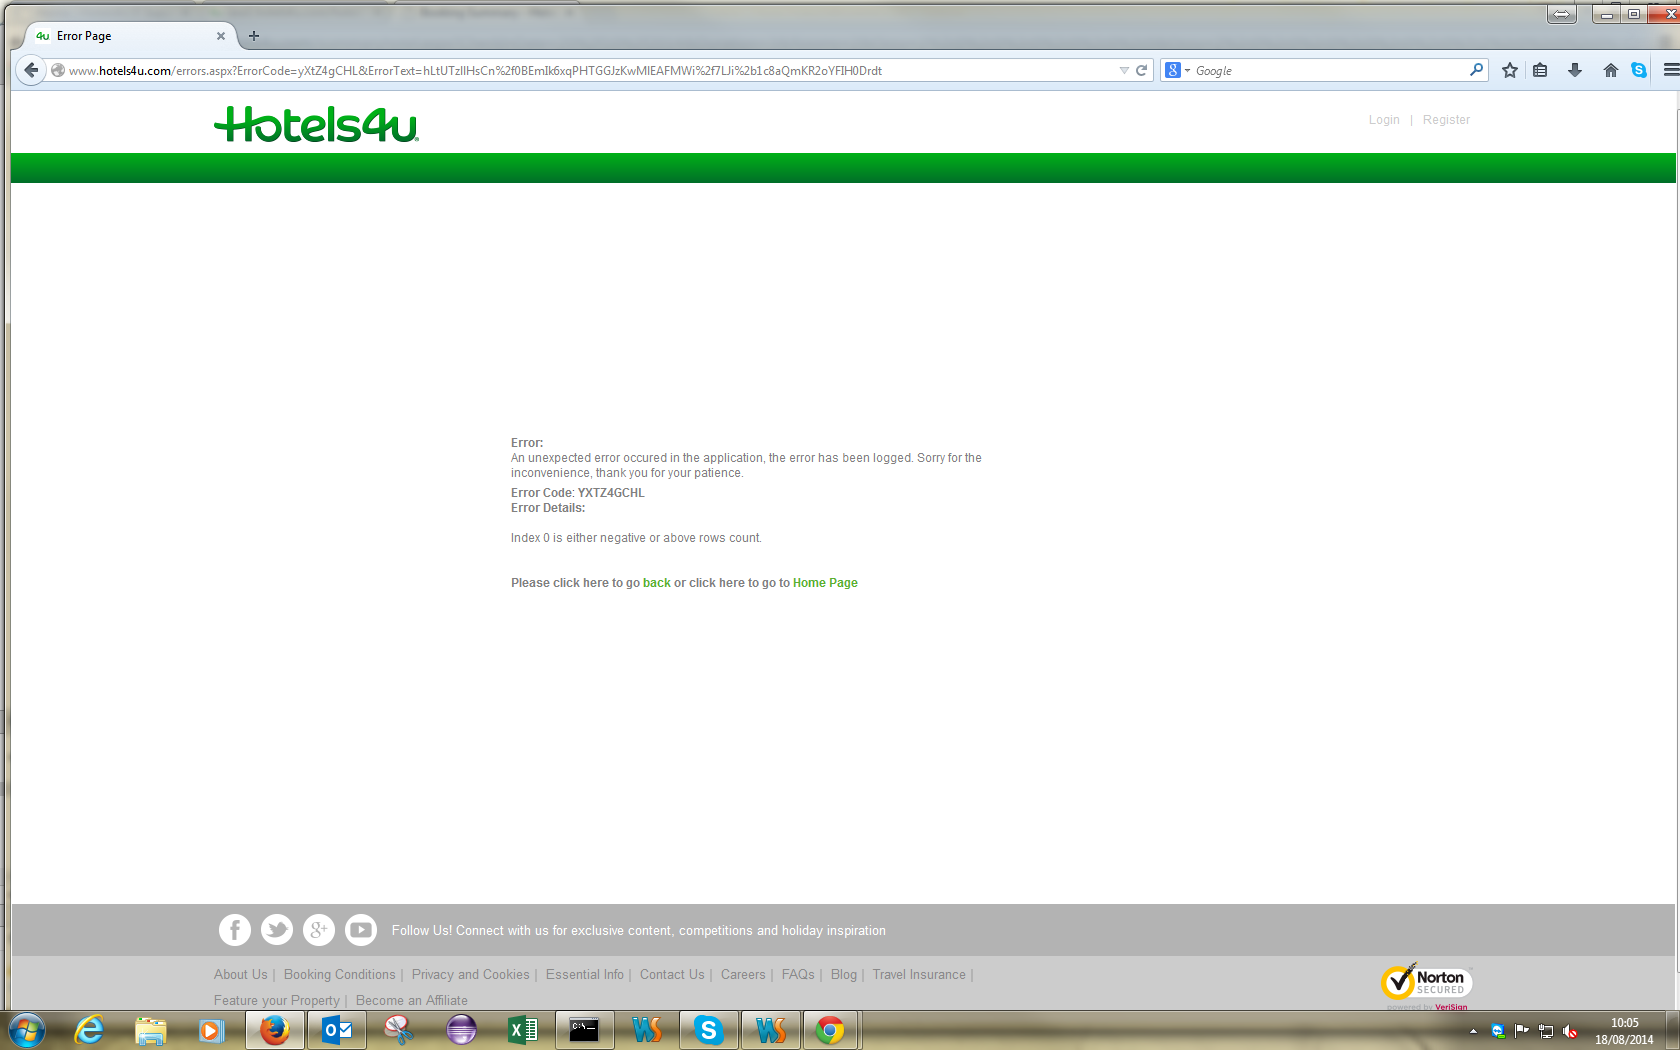 Error Page
www.hotels4u.com/errors.aspx?ErrorCode=yXtZ4gCHL&ErrorText=hLtUTzIIHsCn%2f0BEmIk6xqPHTGGJzKwMIEAFMWi%2f7LJi%2b1c8aQmKR2oYFIH0Drdt
Google
Hotels4u
Login | Register
Error:
An unexpected error occured in the application, the error has been logged. Sorry for the
inconvenience, thank you for your patience.
Error Code: YXTZ4GCHL
Error Details:
Index 0 is either negative or above rows count.
Please click here to go back or click here to go to Home Page
Follow Us! Connect with us for exclusive content, competitions and holiday inspiration
About Us | Booking Conditions | Privacy and Cookies | Essential Info | Contact Us | Careers | FAQs | Blog | Travel Insurance |
Feature your Property | Become an Affiliate
Norton
SECURED
powered by VeriSign
10:05
18/08/2014